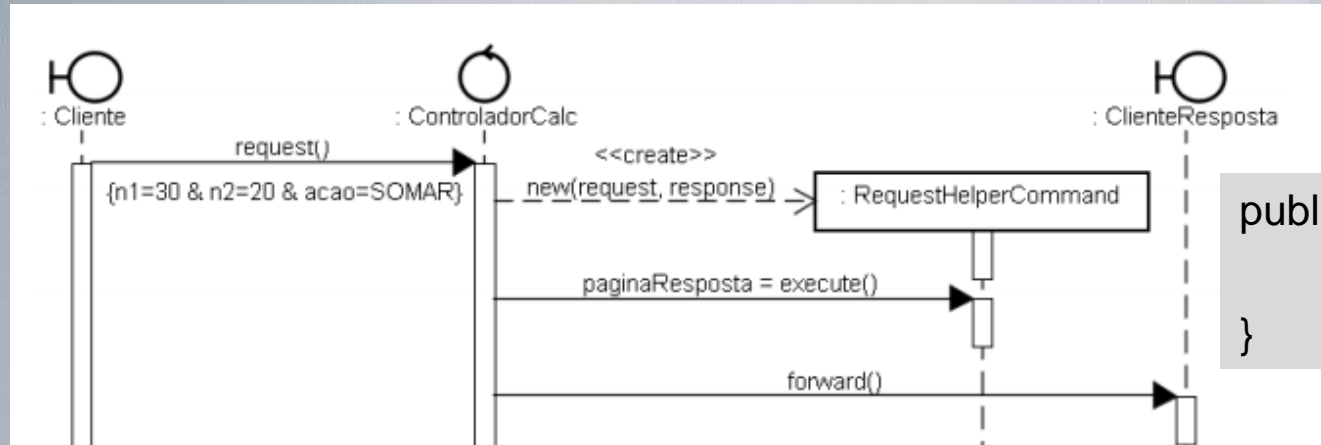 : Cliente
: ControladorCalc
: ClienteResposta
request()
<<create>>
{n1=30 & n2=20 & acao=SOMAR}
new(request, response)
: RequestHelperCommand
publ
paginaResposta = execute()
}
forward()